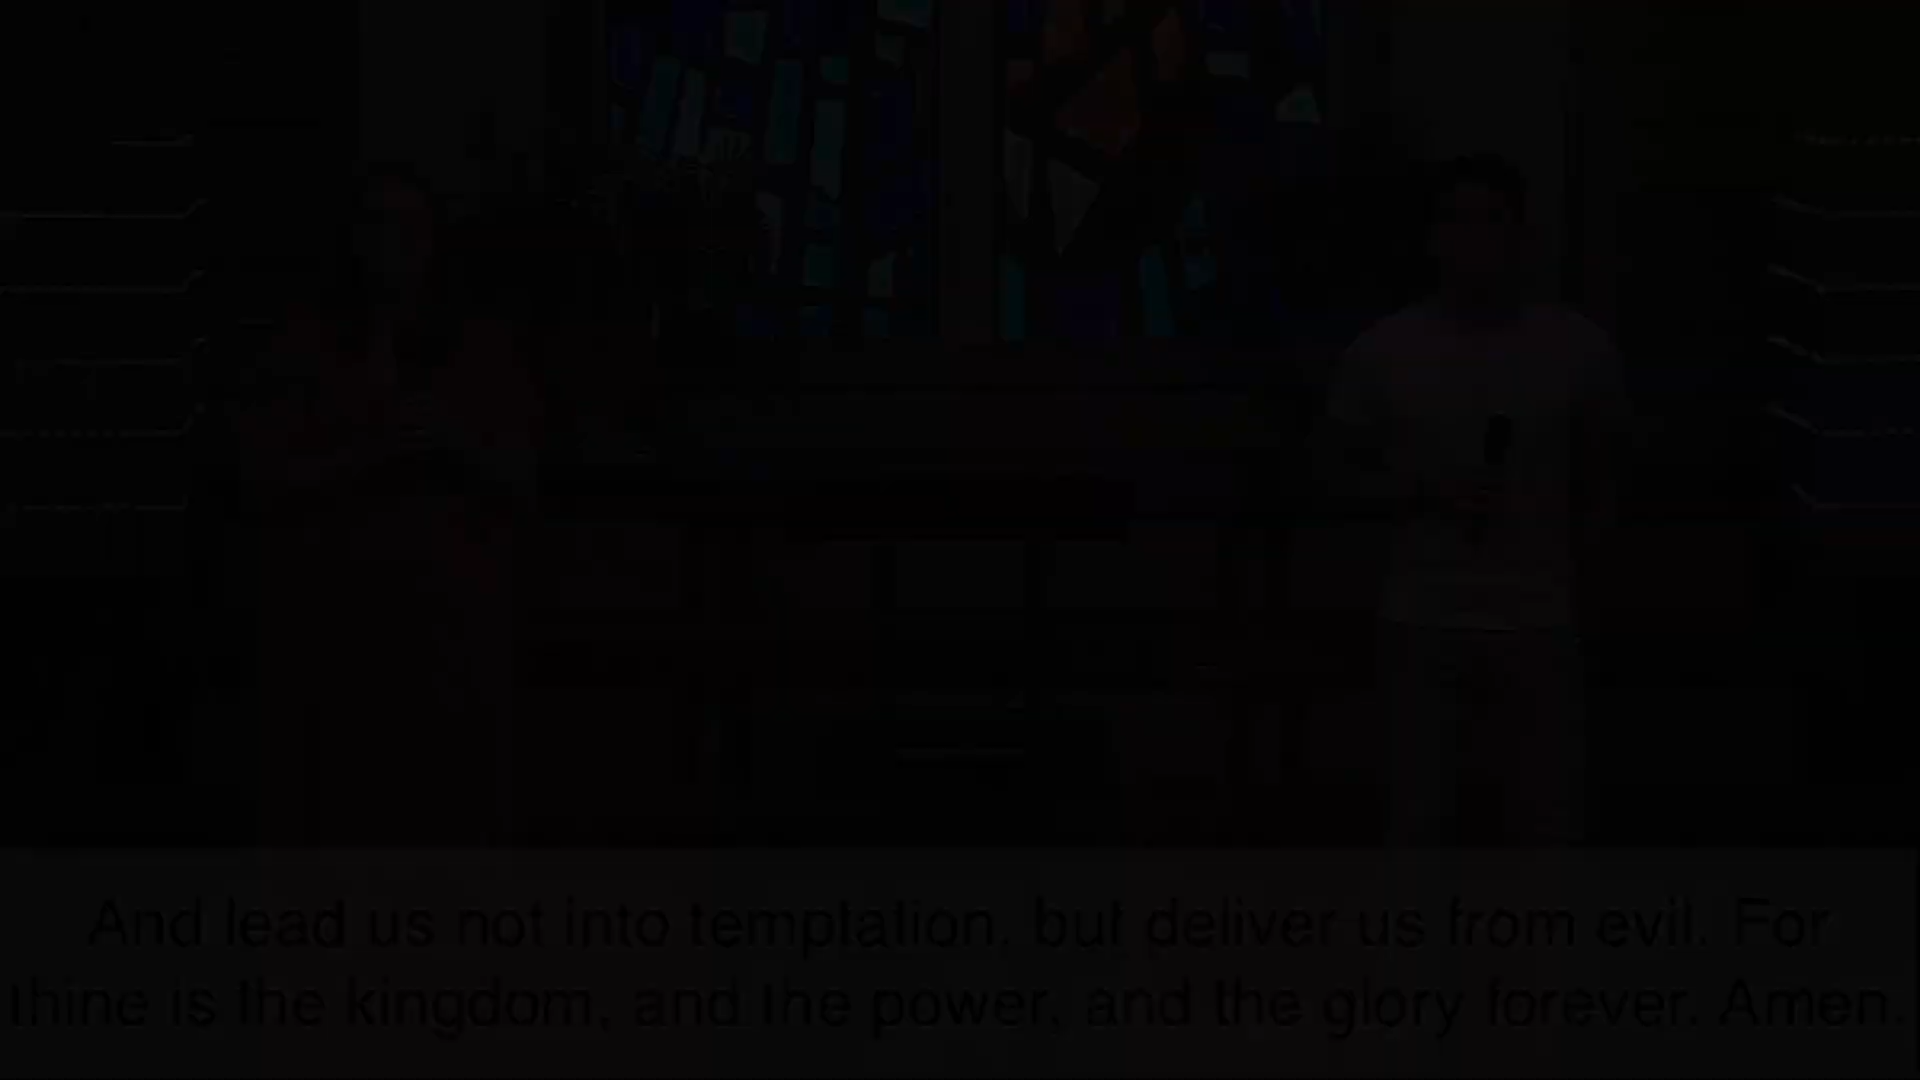 And lead us not into temptation, but deliver us from evil. For
thine is the kingdom, and the power, and the glory forever. Amen.